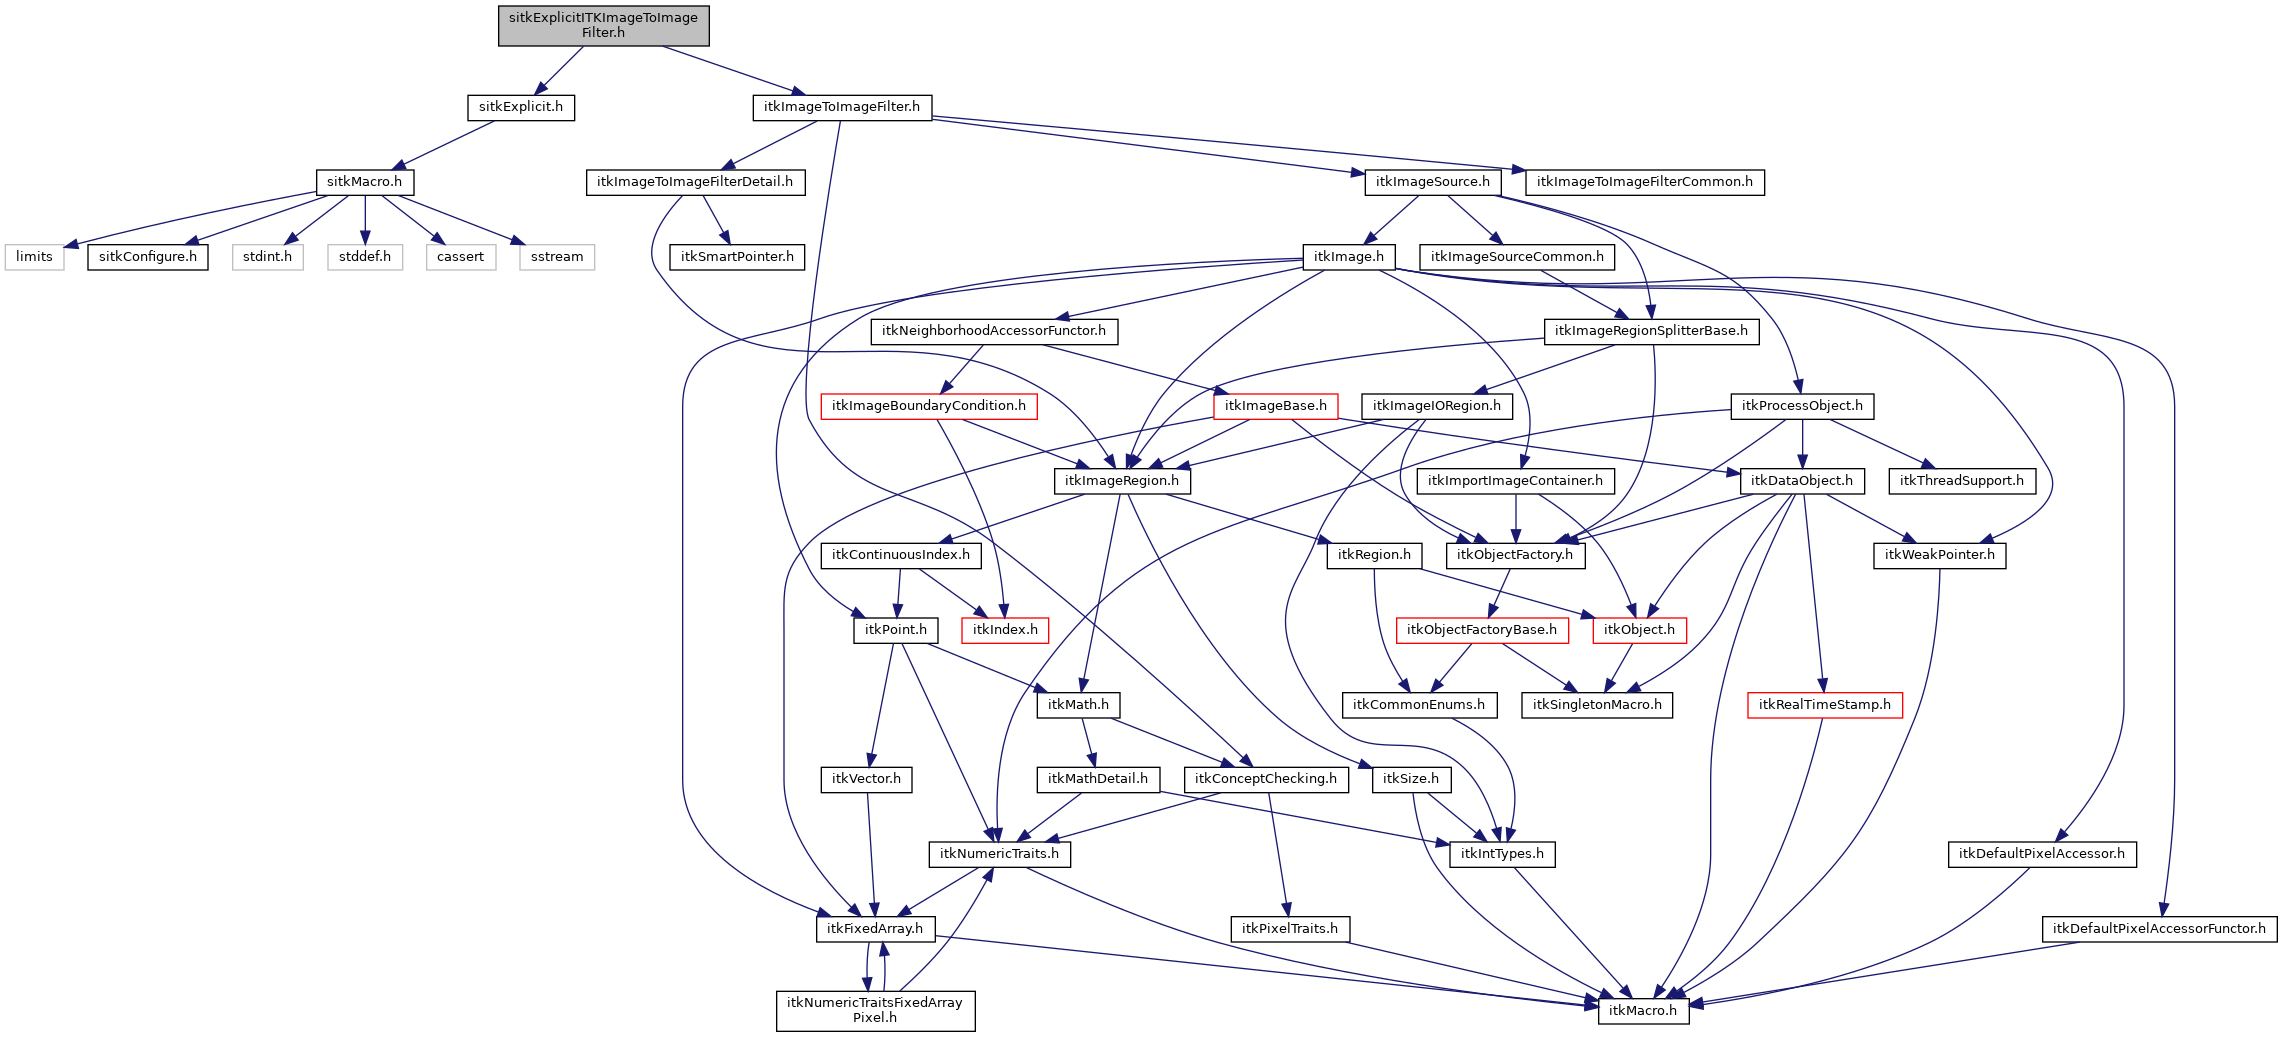 sitkExplicitITKImageToImage
Filter.h
sitkExplicit.h
itkImageToImageFilter.h
sitkMacro.h
itkImageToImageFilterDetail.h
itkImageSource.h
itkImageToImageFilterCommon.h
limits
sitkConfigure.h
stdint.h
stddef.h
cassert
sstream
itkSmartPointer.h
itkImage.h
itkImageSourceCommon.h
itkNeighborhoodAccessorFunctor.h
itkImageRegionSplitterBase.h
itkImageBoundaryCondition.h
itkImageBase.h
itkImageIORegion.h
itkProcessObject.h
itkImageRegion.h
itkImportImageContainer.h
itkDataObject.h
itkThreadSupport.h
itkContinuousIndex.h
itkRegion.h
itkObjectFactory.h
itkWeakPointer.h
itkPoint.h
itkIndex.h
itkObjectFactoryBase.h
itkObject.h
itkMath.h
itkCommonEnums.h
itkSingletonMacro.h
itkRealTimeStamp.h
itkVector.h
itkMathDetail.h
itkConceptChecking.h
itkSize.h
itkNumericTraits.h
itkIntTypes.h
itkDefaultPixelAccessor.h
itkFixedArray.h
itkPixelTraits.h
itkDefaultPixelAccessorFunctor.h
itkNumericTraitsFixedArray
Pixel.h
itkMacro.h